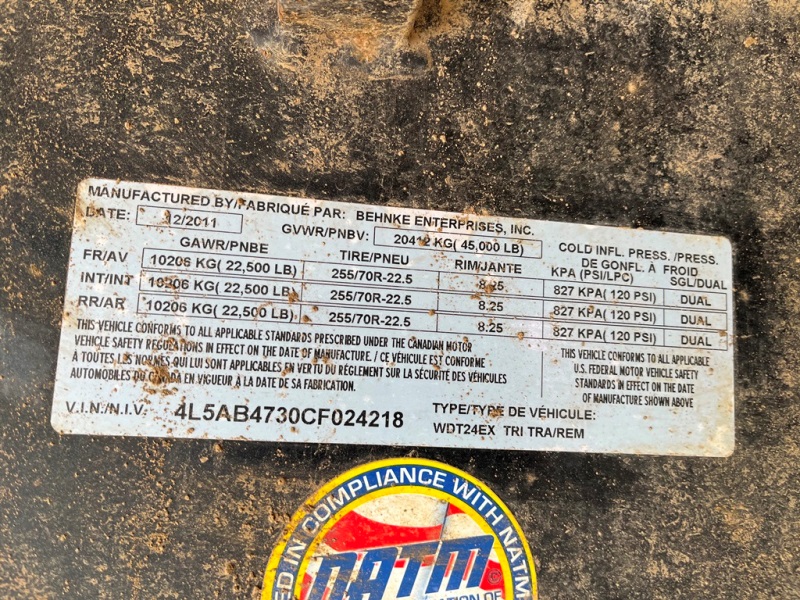 MANUFACTURED BY/FABRIQUÉ PAR: BEHNKE ENTERPRISES, INC.
DATE: 12/2011 GVWR/PNBV: 20412 KG( 45,000 LB)
GAWR/PNBE TIRE/PNEU RIM/JANTE COLD INFL. PRESS. /PRESS. DE GONFL. À FROID KPA (PSI/LPC) SGL/DUAL
FR/AV 10206 KG( 22,500 LB) 255/70R-22.5 8.25 827 KPA( 120 PSI) DUAL
INT/INT 10206 KG( 22,500 LB) 255/70R-22.5 8.25 827 KPA( 120 PSI) DUAL
RR/AR 10206 KG( 22,500 LB) 255/70R-22.5 8.25 827 KPA( 120 PSI) DUAL
THIS VEHICLE CONFORMS TO ALL APPLICABLE STANDARDS PRESCRIBED UNDER THE CANADIAN MOTOR
VEHICLE SAFETY REGULATIONS IN EFFECT ON THE DATE OF MANUFACTURE. / CE VÉHICULE EST CONFORME
À TOUTES LES NORMES QUI LUI SONT APPLICABLES EN VERTU DU RÈGLEMENT SUR LA SÉCURITÉ DES VÉHICULES
AUTOMOBILES DU CANADA EN VIGUEUR À LA DATE DE SA FABRICATION.
THIS VEHICLE CONFORMS TO ALL APPLICABLE
U.S. FEDERAL MOTOR VEHICLE SAFETY
STANDARDS IN EFFECT ON THE DATE
OF MANUFACTURE SHOWN ABOVE
V.I.N./N.I.V.: 4L5AB4730CF024218
TYPE/TYPE DE VÉHICULE:
WDT24EX TRI TRA/REM
IN COMPLIANCE WITH NATM
NATM
OF